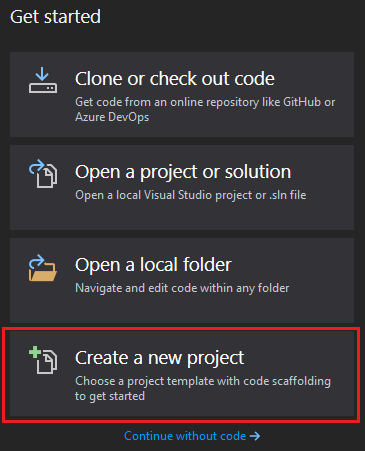 Get started
Clone or check out code
Get code from an online repository like GitHub or
Azure DevOps
Open a project or solution
Open a local Visual Studio project or .sln file
Open a local folder
Navigate and edit code within any folder
Create a new project
Choose a project template with code scaffolding
to get started
Continue without code →